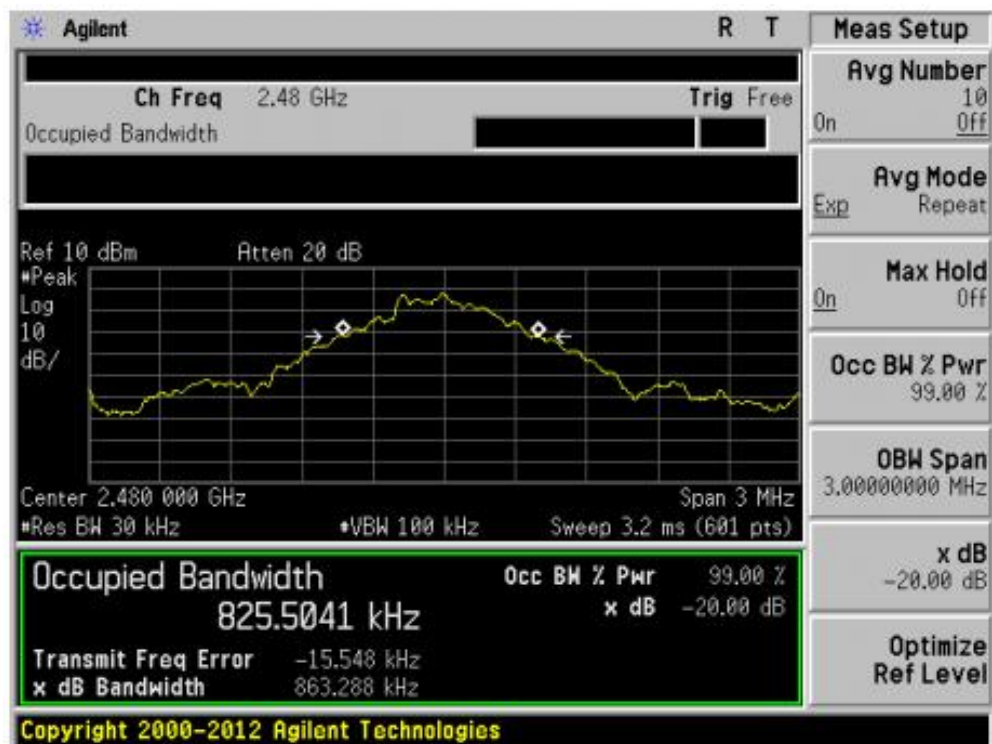 Agilent R T
Ch Freq 2.48 GHz Trig Free
Occupied Bandwidth
Ref 10 dBm Atten 20 dB
#Peak
Log
10
dB/
Center 2.480 000 GHz Span 3 MHz
#Res BW 30 kHz #VBW 100 kHz Sweep 3.2 ms (601 pts)
Occupied Bandwidth Occ BW % Pwr 99.00 %
825.5041 kHz x dB -20.00 dB
Transmit Freq Error -15.548 kHz
x dB Bandwidth 863.288 kHz
Copyright 2000-2012 Agilent Technologies
Meas Setup
Avg Number
10
On Off
Avg Mode
Exp Repeat
Max Hold
On Off
Occ BW % Pwr
99.00 %
OBW Span
3.00000000 MHz
x dB
-20.00 dB
Optimize
Ref Level